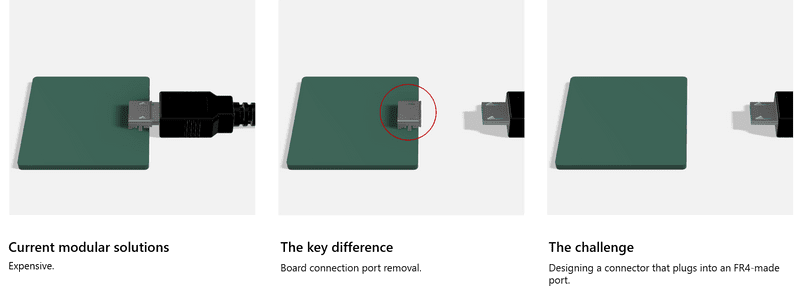 Current modular solutions
Expensive.
The key difference
Board connection port removal.
The challenge
Designing a connector that plugs into an FR4-made
port.